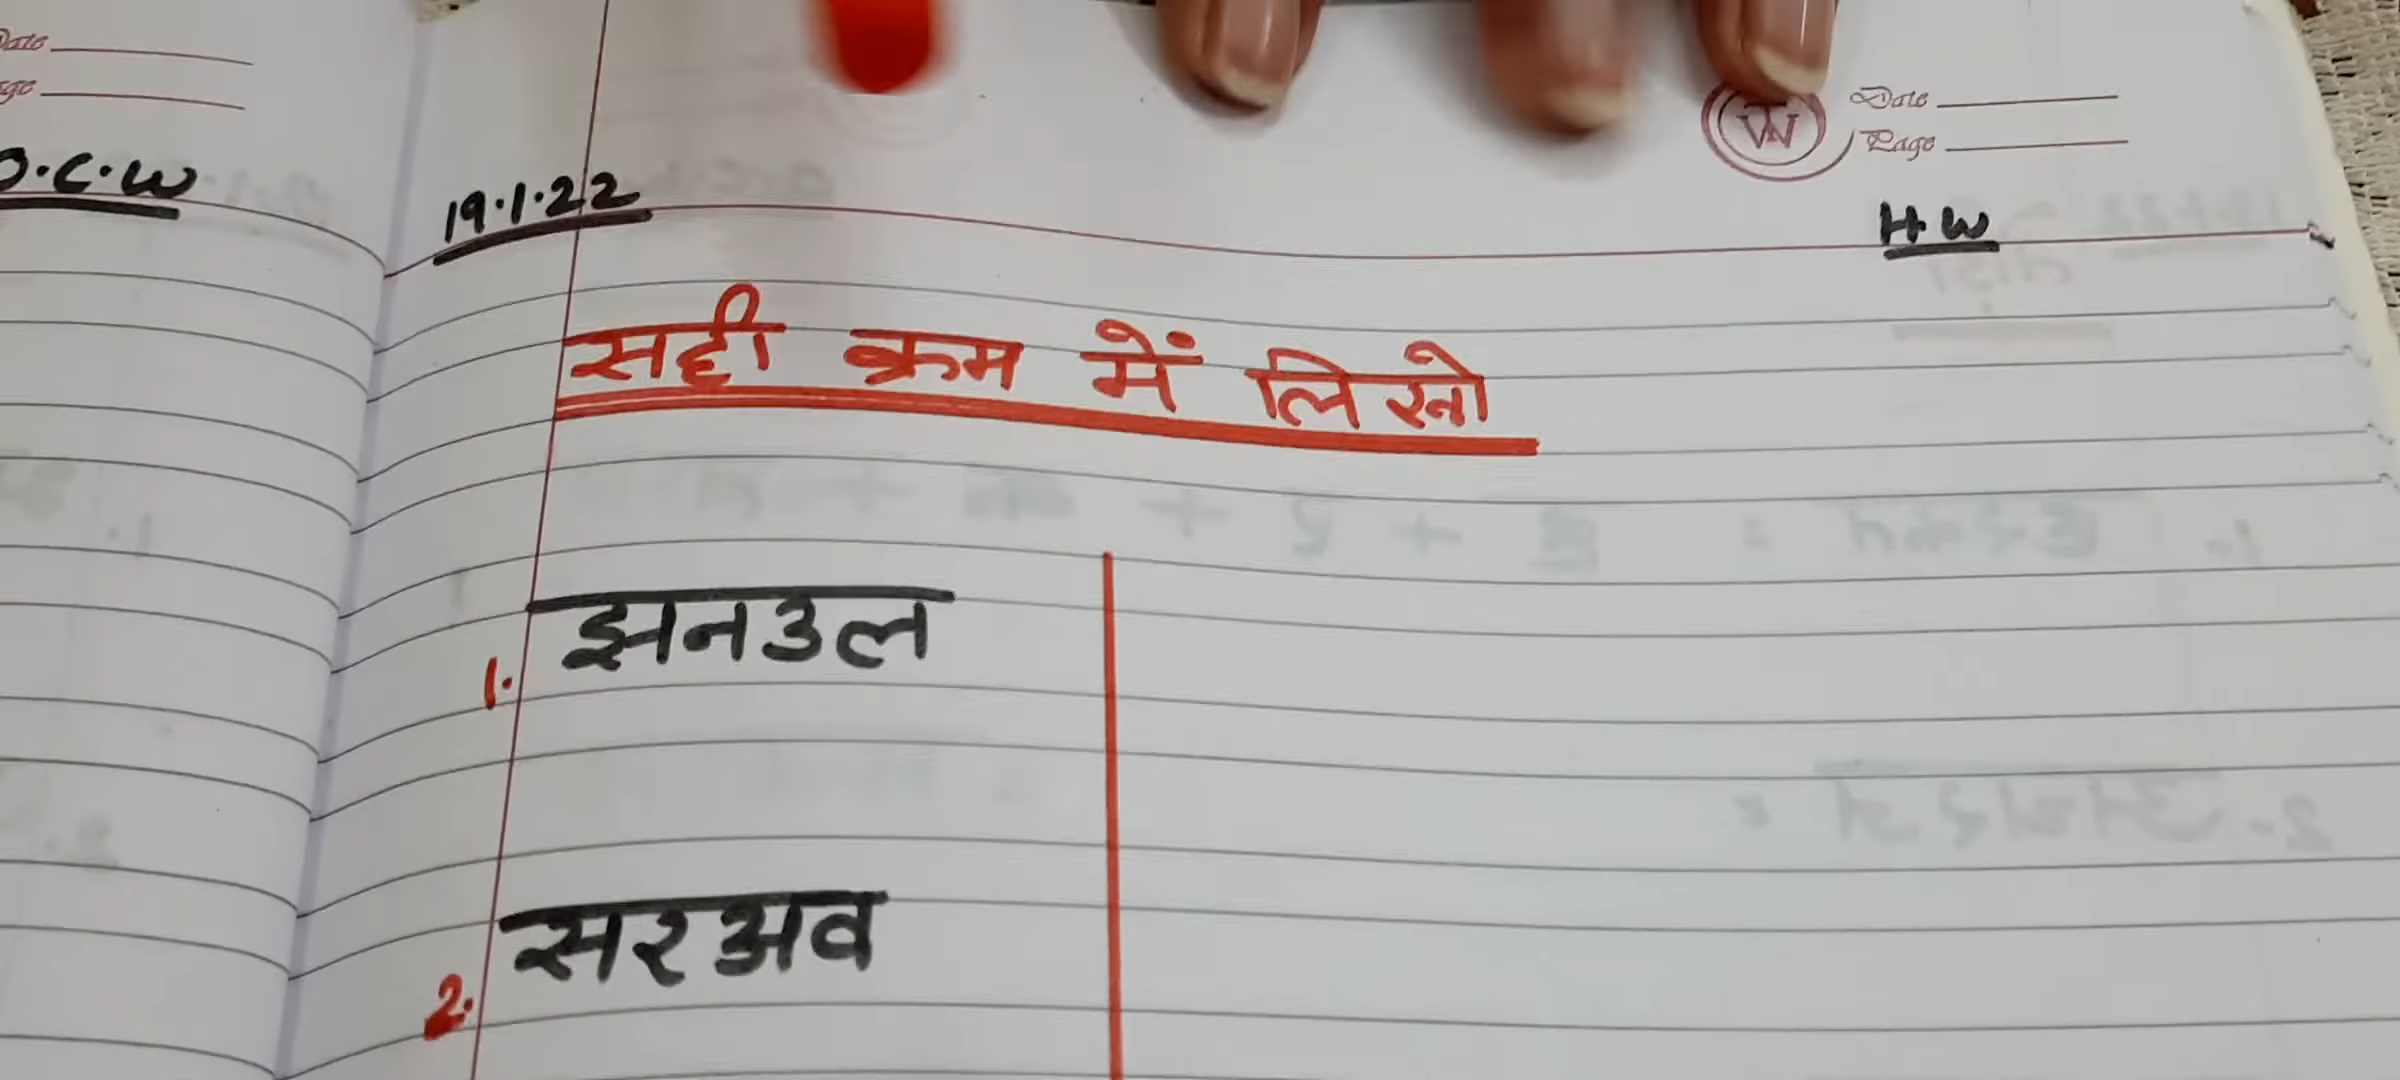 Date
Page
D.C.W
19.1.22
Date
Page
H.W
सही क्रम में लिखो
1. झनउल
2. सरअव